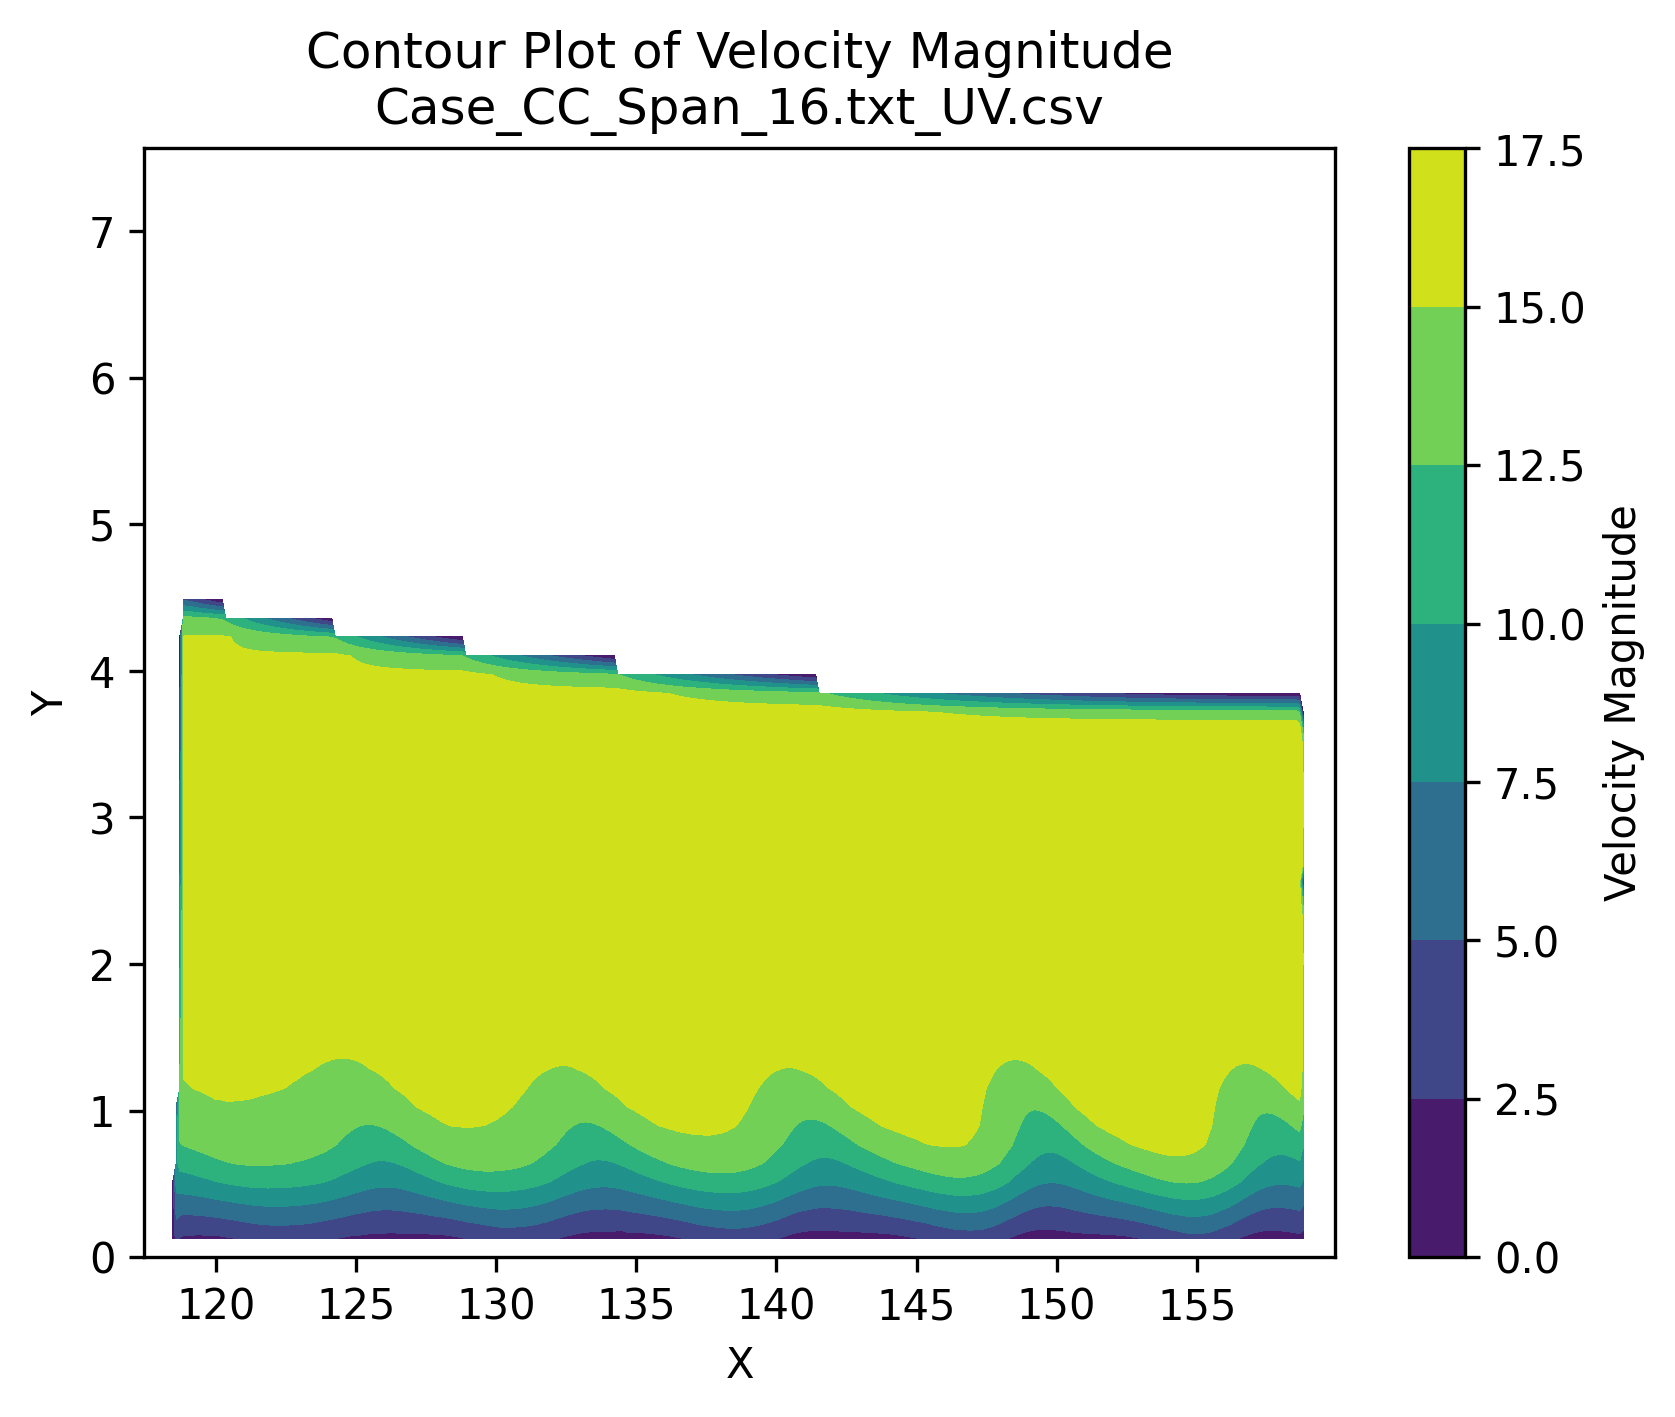 Contour Plot of Velocity Magnitude
Case_CC_Span_16.txt_UV.csv
7
6
5
4
3
2
1
0
Y
120 125 130 135 140 145 150 155
X
17.5
15.0
12.5
10.0
7.5
5.0
2.5
0.0
Velocity Magnitude